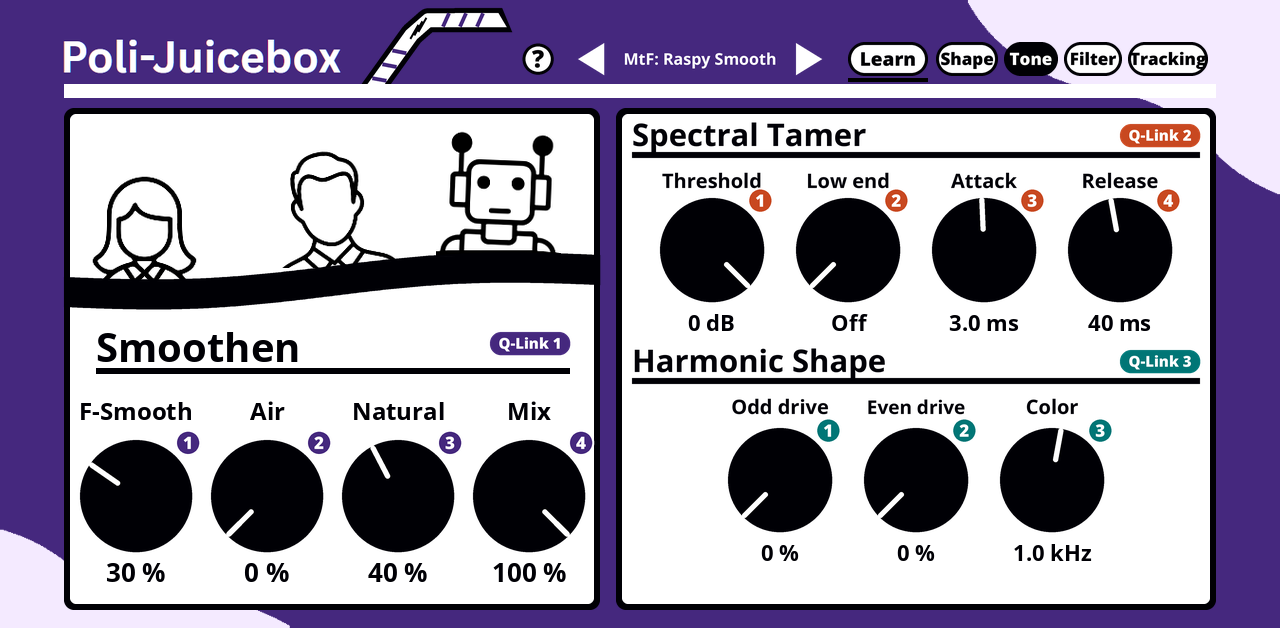 Poli-Juicebox
?
MtF: Raspy Smooth
Learn
Shape
Tone
Filter
Tracking
Smoothen
Q-Link 1
F-Smooth
1
30 %
Air
2
0 %
Natural
3
40 %
Mix
4
100 %
Spectral Tamer
Q-Link 2
Threshold
1
0 dB
Low end
2
Off
Attack
3
3.0 ms
Release
4
40 ms
Harmonic Shape
Q-Link 3
Odd drive
1
0 %
Even drive
2
0 %
Color
3
1.0 kHz